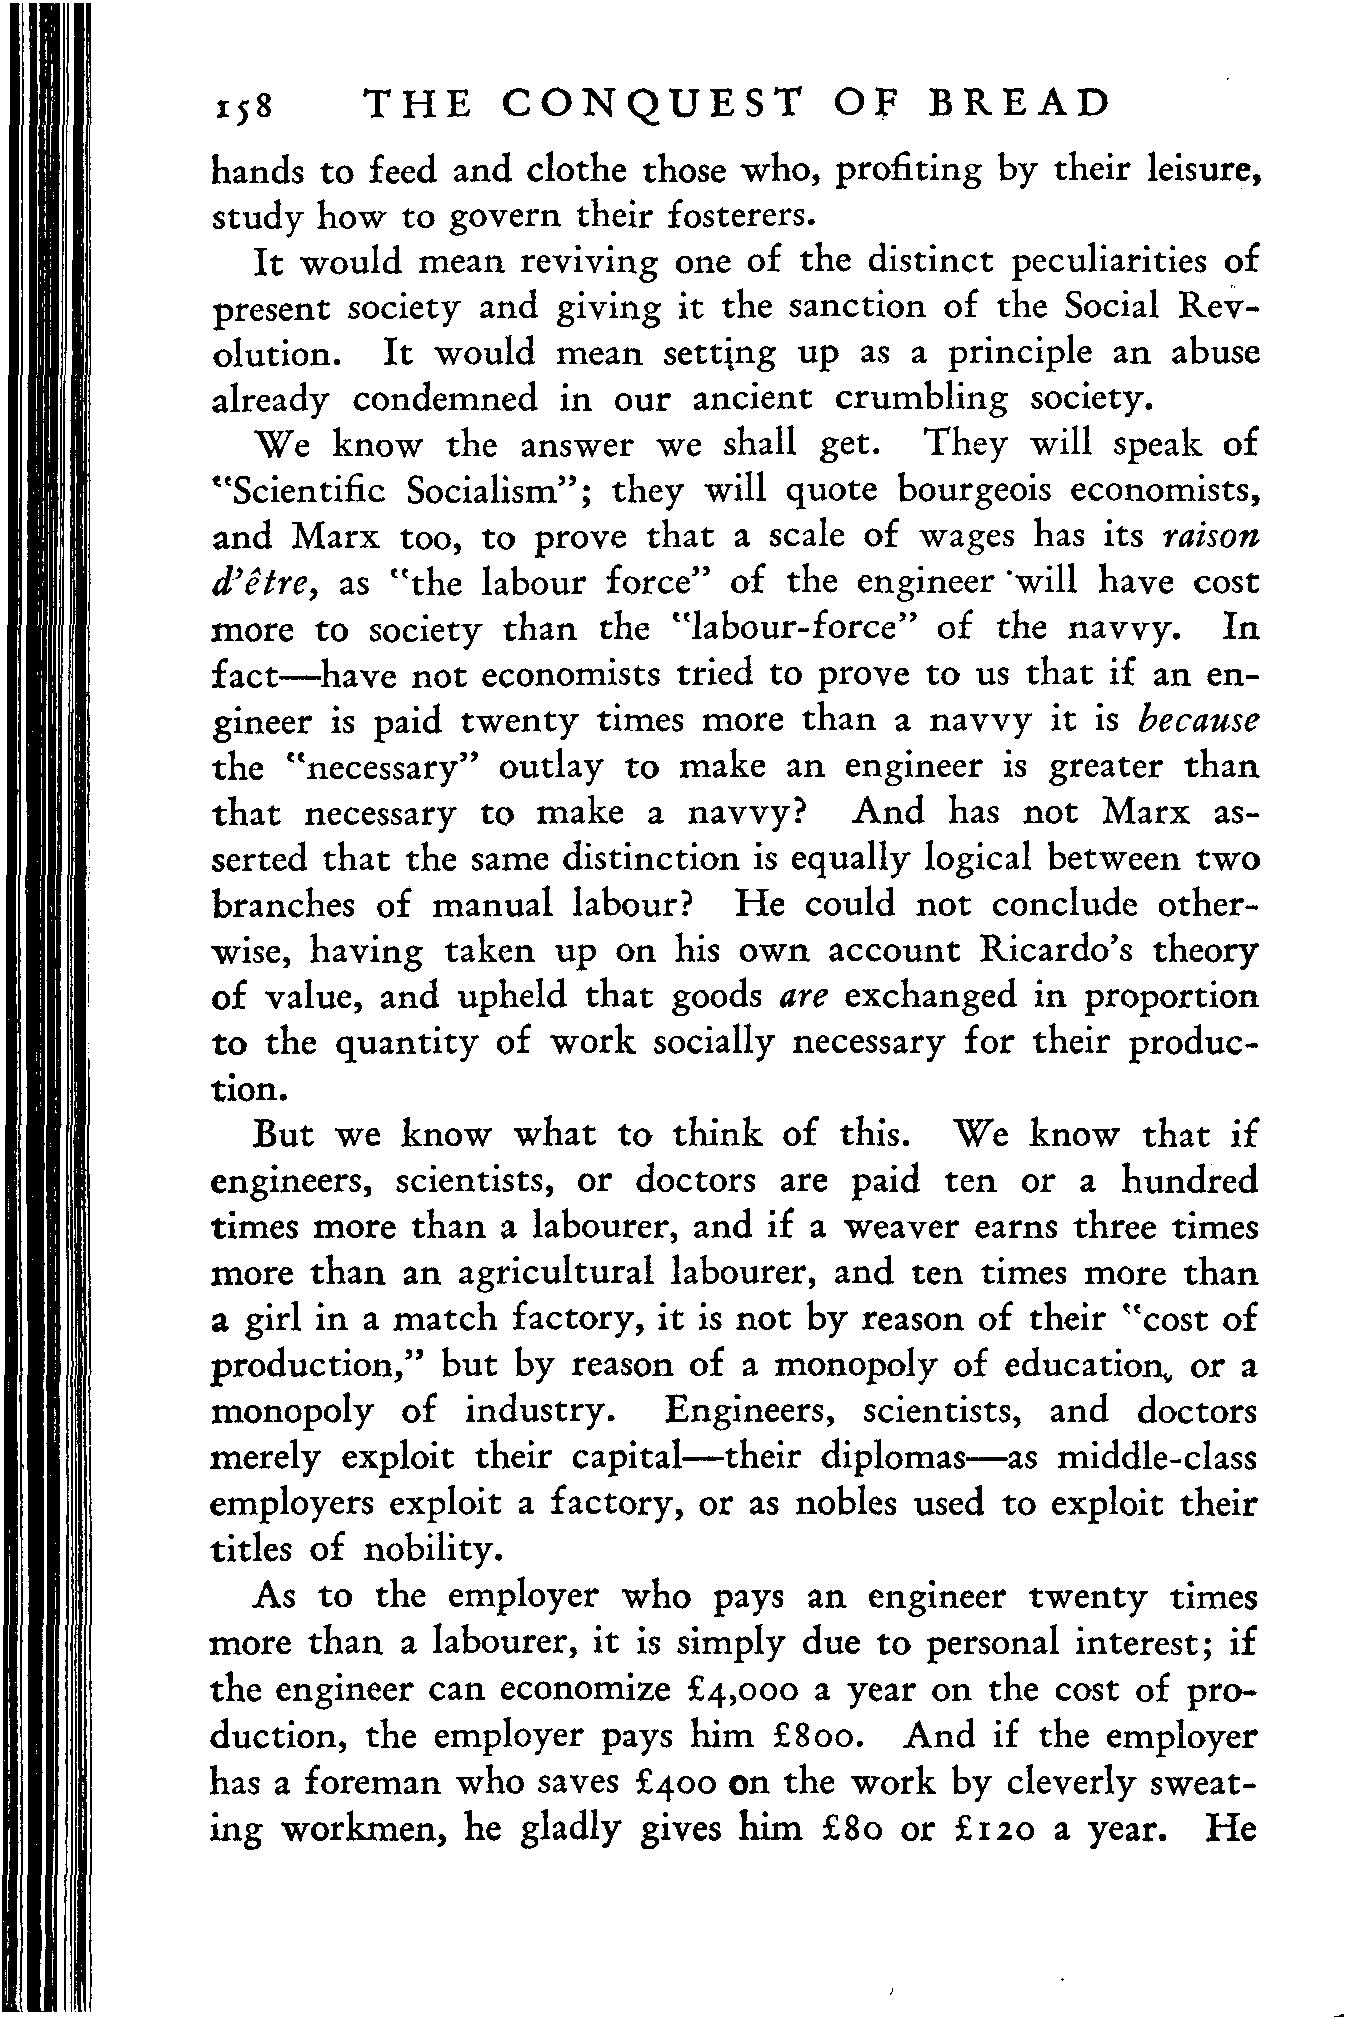 158 THE CONQUEST OF BREAD
hands to feed and clothe those who, profiting by their leisure,
study how to govern their fosterers.
It would mean reviving one of the distinct peculiarities of
present society and giving it the sanction of the Social Rev-
olution. It would mean setting up as a principle an abuse
already condemned in our ancient crumbling society.
We know the answer we shall get. They will speak of
"Scientific Socialism"; they will quote bourgeois economists,
and Marx too, to prove that a scale of wages has its raison
d'être, as "the labour force" of the engineer will have cost
more to society than the "labour-force" of the navvy. In
fact—have not economists tried to prove to us that if an en-
gineer is paid twenty times more than a navvy it is because
the "necessary" outlay to make an engineer is greater than
that necessary to make a navvy? And has not Marx as-
serted that the same distinction is equally logical between two
branches of manual labour? He could not conclude other-
wise, having taken up on his own account Ricardo's theory
of value, and upheld that goods are exchanged in proportion
to the quantity of work socially necessary for their produc-
tion.
But we know what to think of this. We know that if
engineers, scientists, or doctors are paid ten or a hundred
times more than a labourer, and if a weaver earns three times
more than an agricultural labourer, and ten times more than
a girl in a match factory, it is not by reason of their "cost of
production," but by reason of a monopoly of education, or a
monopoly of industry. Engineers, scientists, and doctors
merely exploit their capital—their diplomas—as middle-class
employers exploit a factory, or as nobles used to exploit their
titles of nobility.
As to the employer who pays an engineer twenty times
more than a labourer, it is simply due to personal interest; if
the engineer can economize £4,000 a year on the cost of pro-
duction, the employer pays him £800. And if the employer
has a foreman who saves £400 on the work by cleverly sweat-
ing workmen, he gladly gives him £80 or £120 a year. He